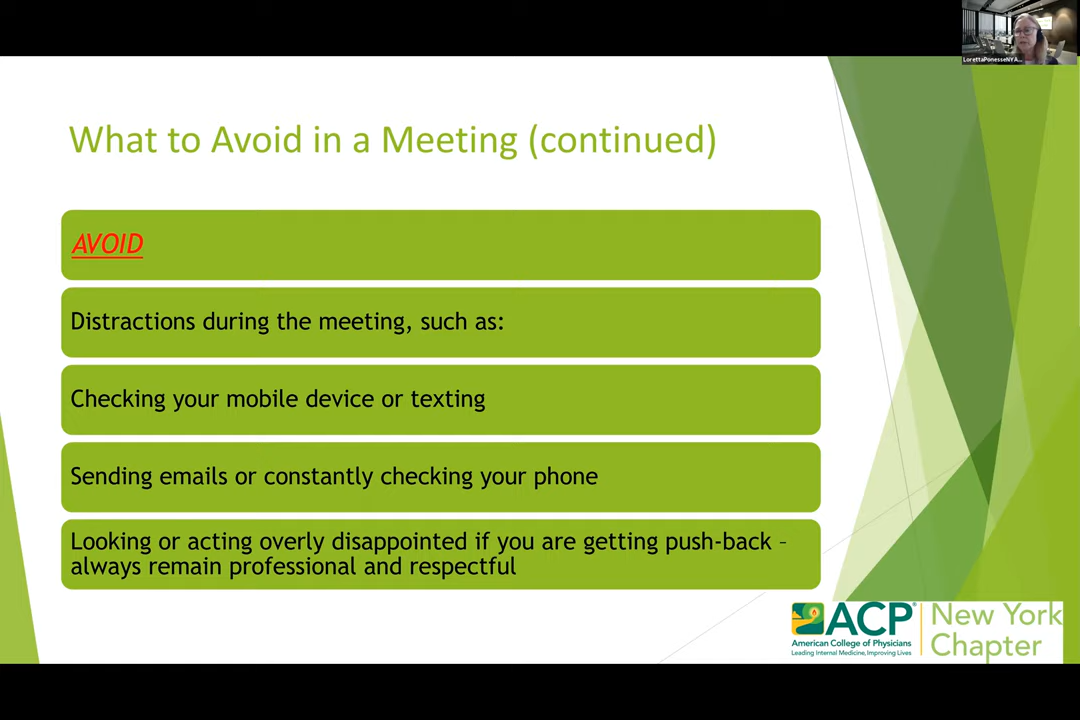 LorettaPonesseNYA...
What to Avoid in a Meeting (continued)
AVOID
Distractions during the meeting, such as:
Checking your mobile device or texting
Sending emails or constantly checking your phone
Looking or acting overly disappointed if you are getting push-back –
always remain professional and respectful
ACP®
American College of Physicians
Leading Internal Medicine, Improving Lives
New York
Chapter